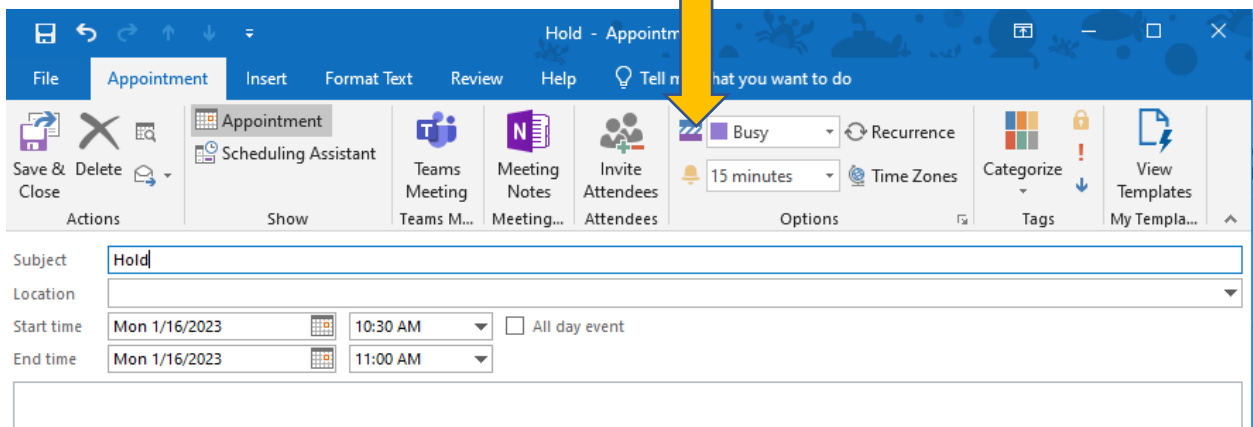 Hold - Appointm
File Appointment Insert Format Text Review Help Tell m hat you want to do
Save & Close
Delete
Actions
Appointment
Scheduling Assistant
Show
Teams Meeting
Teams M...
N
Meeting Notes
Meeting...
Invite Attendees
Attendees
Busy
Recurrence
15 minutes
Time Zones
Options
Categorize
Tags
View Templates
My Templa...
Subject Hold
Location
Start time Mon 1/16/2023 10:30 AM All day event
End time Mon 1/16/2023 11:00 AM